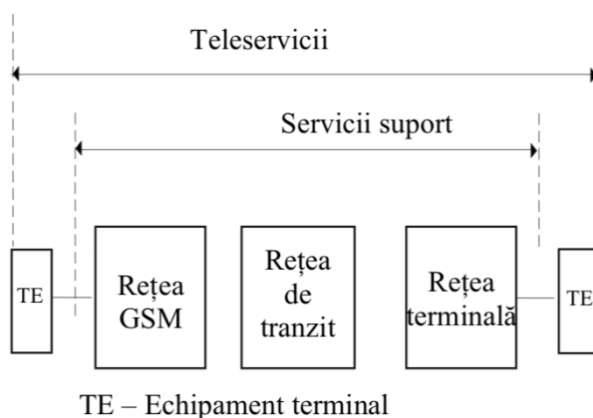 Teleservicii
Servicii suport
TE
Rețea
GSM
Rețea
de
tranzit
Rețea
terminală
TE
TE – Echipament terminal